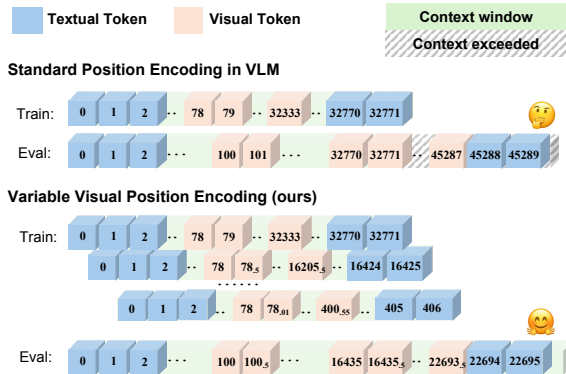 Textual Token Visual Token Context window
Context exceeded
Standard Position Encoding in VLM
Train: 0 1 2 ·· 78 79 ·· 32333 ·· 32770 32771
Eval: 0 1 2 ··· 100 101 ··· 32770 32771 ·· 45287 45288 45289
Variable Visual Position Encoding (ours)
Train: 0 1 2 ·· 78 79 ·· 32333 ·· 32770 32771
0 1 2 ·· 78 78.5 ·· 16205.5 ·· 16424 16425
······
0 1 2 ·· 78 78.01 ·· 400.55 ·· 405 406
Eval: 0 1 2 ··· 100 100.5 ··· 16435 16435.5 ·· 22693.5 22694 22695